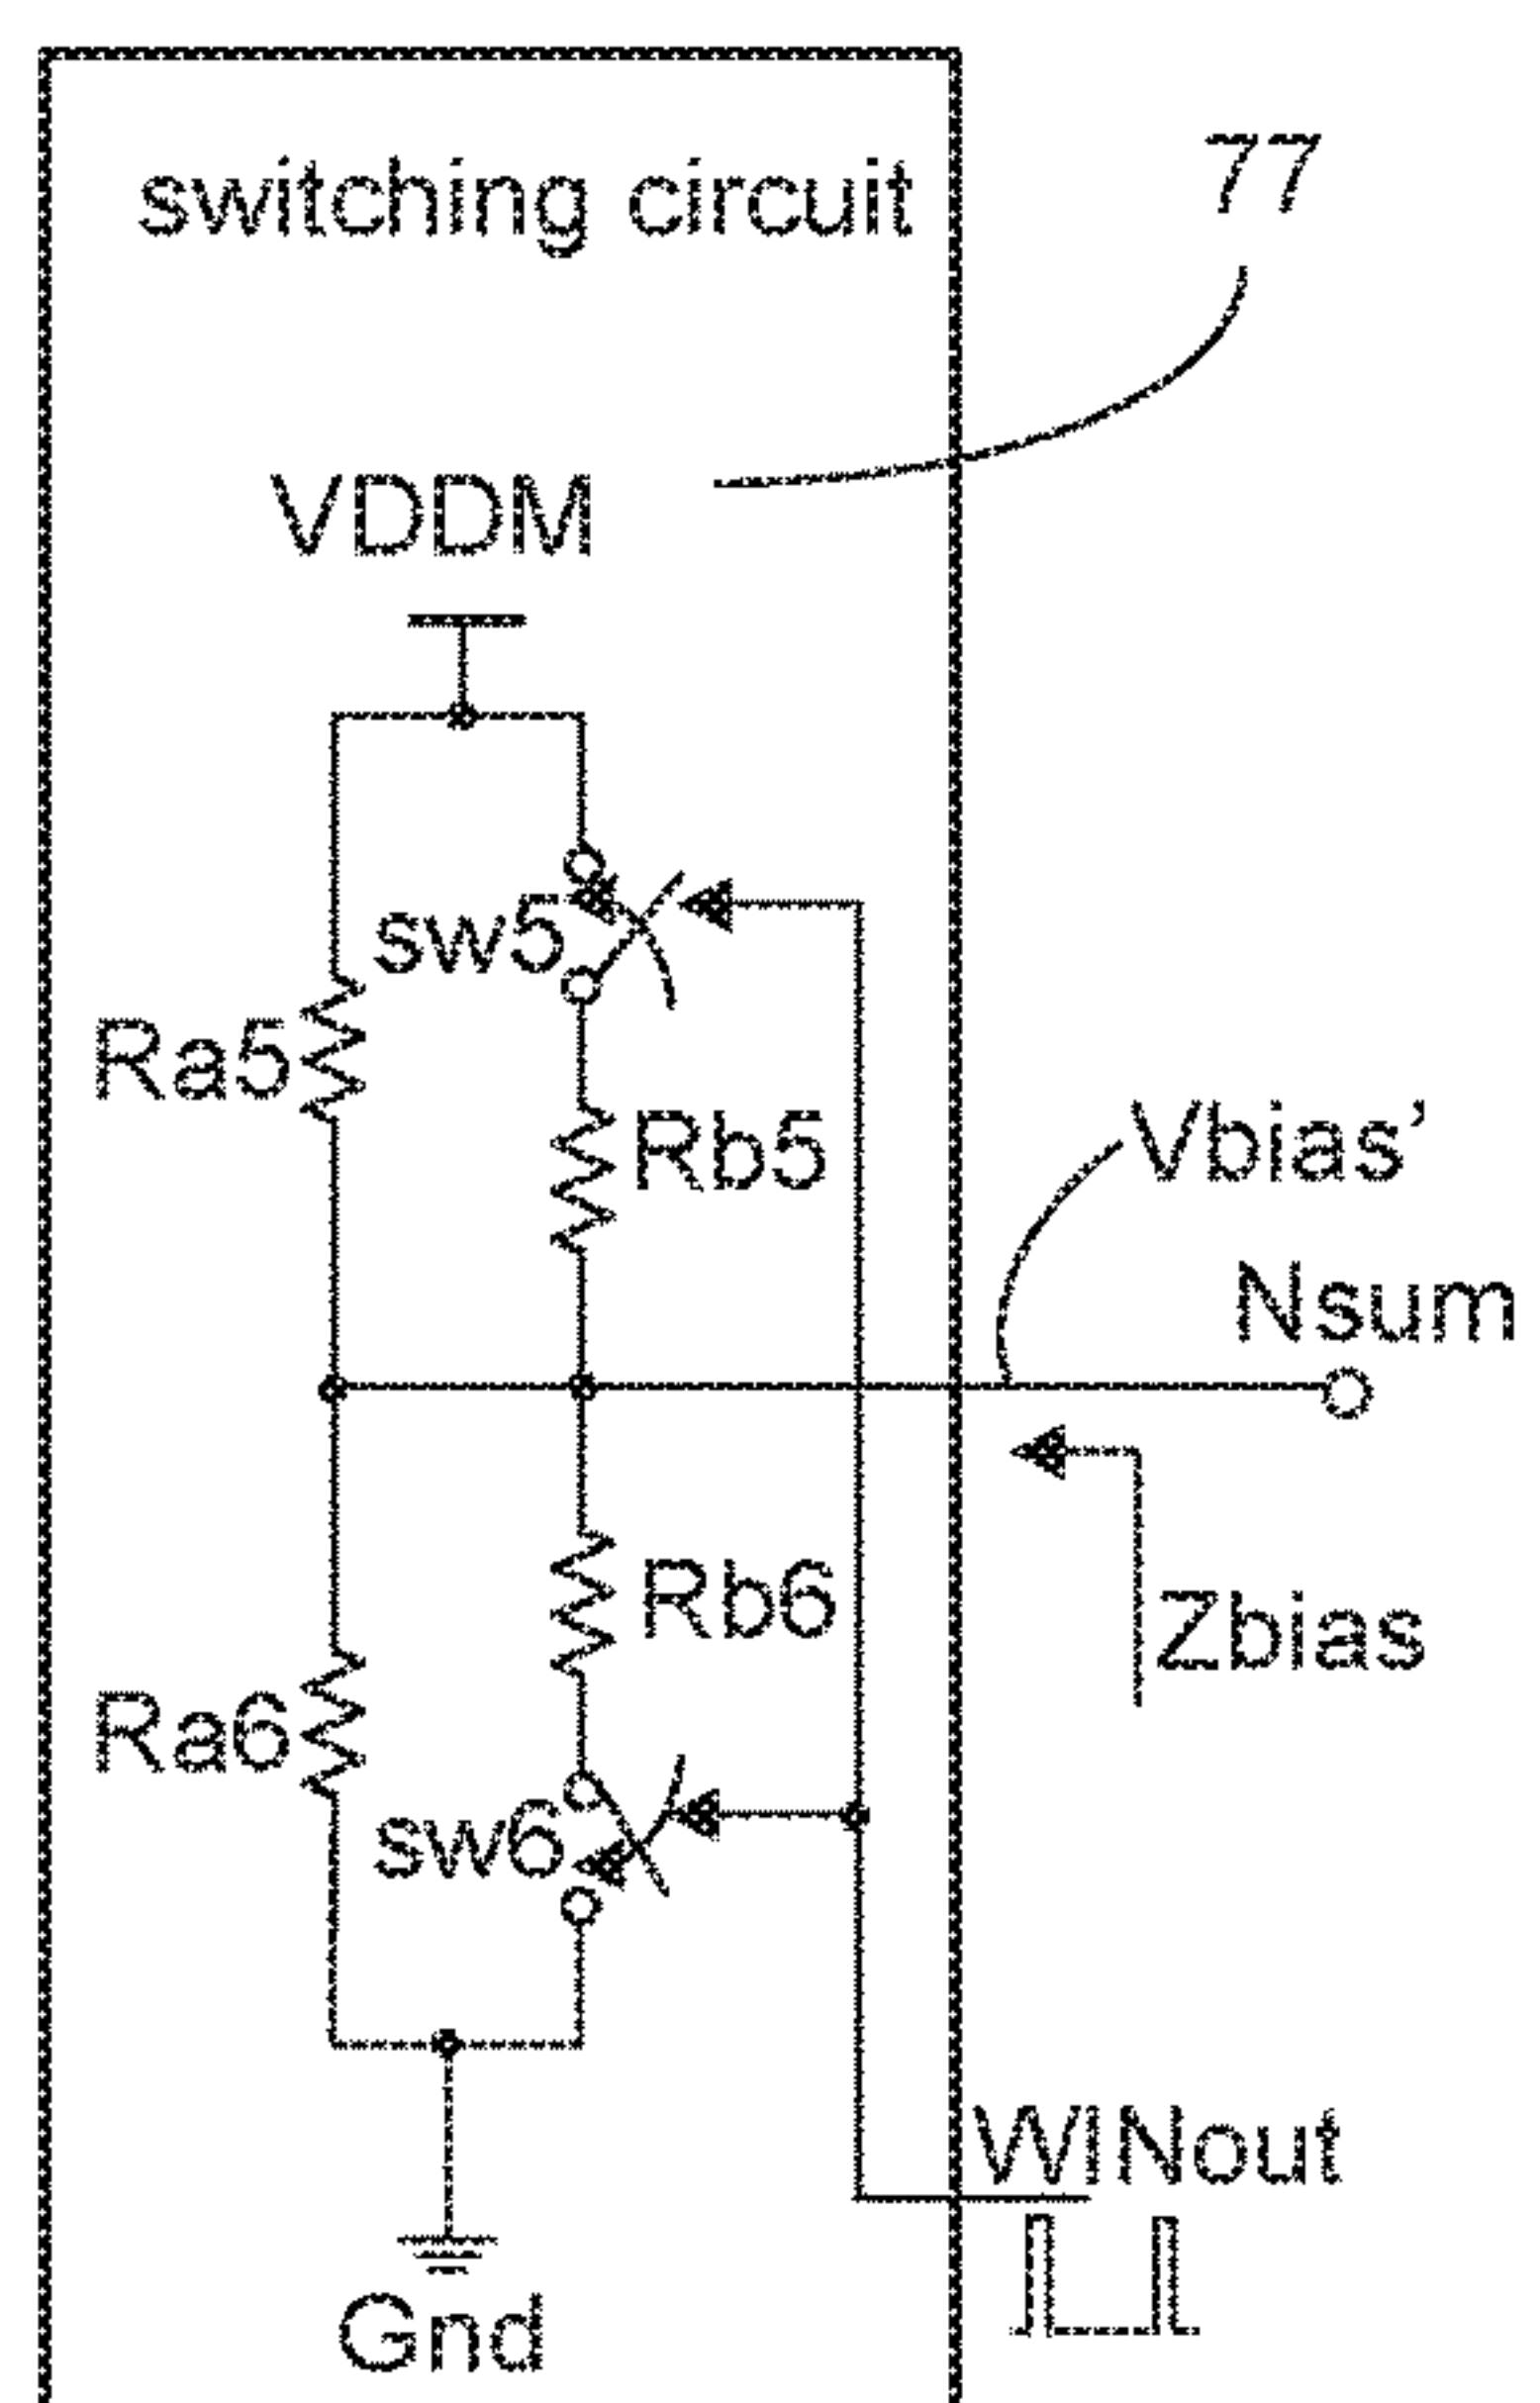 switching circuit
77
VDDM
sw5
Ra5
Rb5
Vbias’
Nsum
Rb6
Zbias
Ra6
sw6
WINout
Gnd